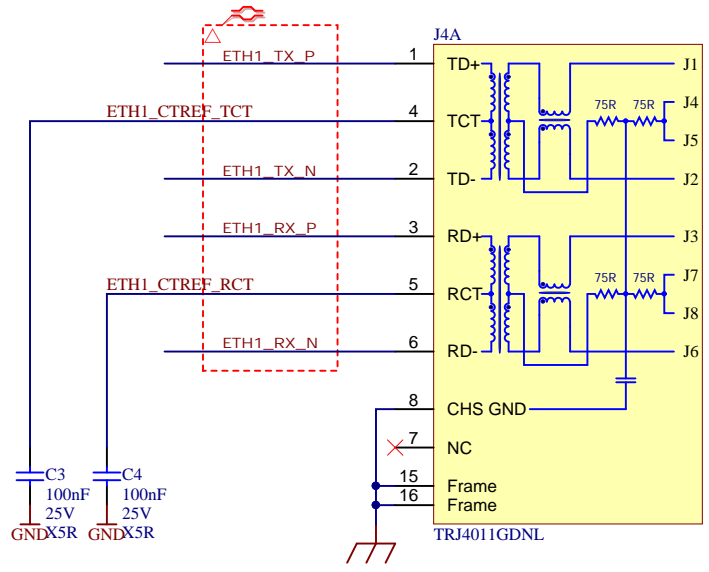 J4A
ETH1_TX_P 1 TD+ J1
75R 75R J4
ETH1_CTREF_TCT 4 TCT
J5
ETH1_TX_N 2 TD- J2
ETH1_RX_P 3 RD+ J3
75R 75R J7
ETH1_CTREF_RCT 5 RCT
J8
ETH1_RX_N 6 RD- J6
8 CHS GND
7 NC
15 Frame
16 Frame
TRJ4011GDNL
C3
100nF
25V
X5R
GND
C4
100nF
25V
X5R
GND